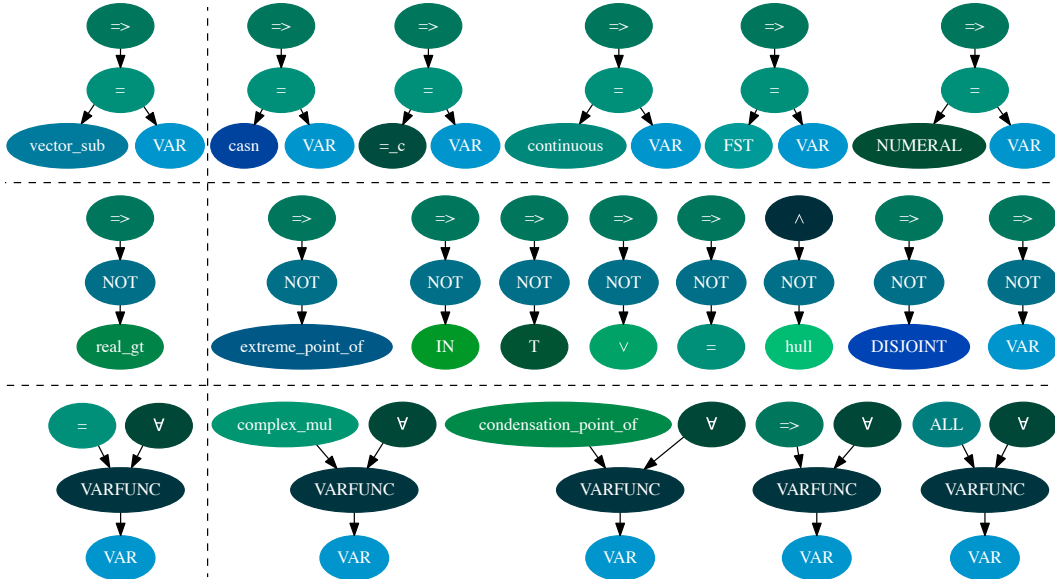 => => => => => =>
= = = = = =
vector_sub VAR casn VAR =_c VAR continuous VAR FST VAR NUMERAL VAR
=> => => => => => ∧ => =>
NOT NOT NOT NOT NOT NOT NOT NOT NOT
real_gt extreme_point_of IN T ∨ = hull DISJOINT VAR
= ∀ complex_mul ∀ condensation_point_of ∀ => ∀ ALL ∀
VARFUNC VARFUNC VARFUNC VARFUNC VARFUNC
VAR VAR VAR VAR VAR